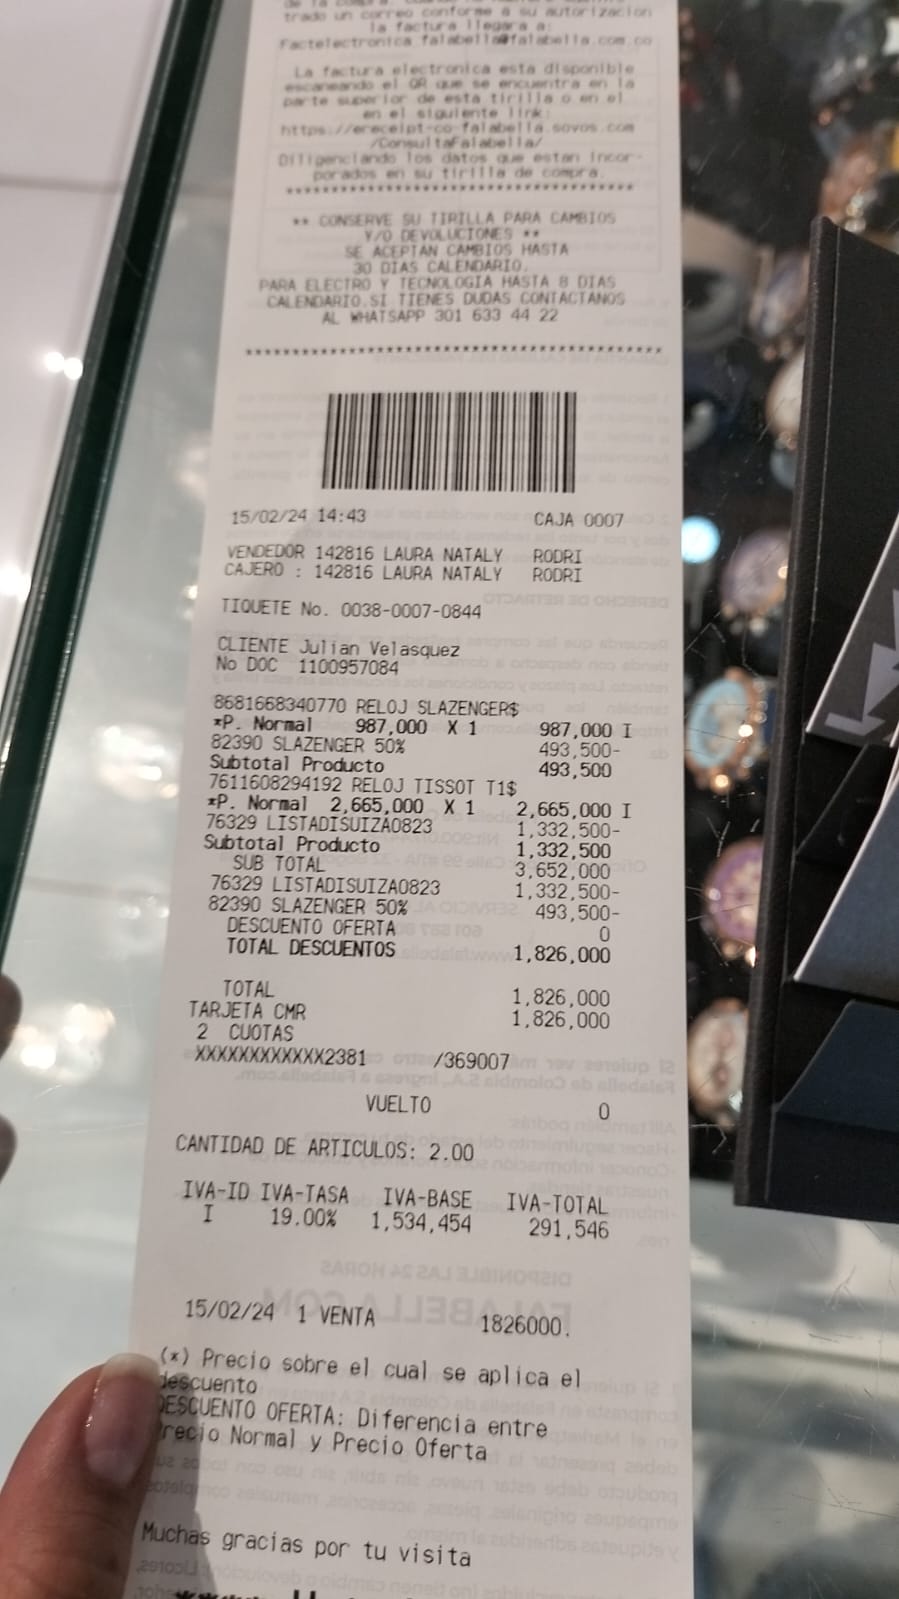 trado un correo conforme a su autorizacion
la factura llegara a:
Factelectronica.falabella@falabella.com.co
La factura electronica esta disponible
escaneando el QR que se encuentra en la
parte superior de esta tirilla o en el
en el siguiente link:
https://ereceipt-co-falabella.sovos.com
/ConsultaFalabella/
Diligenciando los datos que estan incor-
porados en su tirilla de compra.
****************************************
** CONSERVE SU TIRILLA PARA CAMBIOS
Y/O DEVOLUCIONES **
SE ACEPTAN CAMBIOS HASTA
30 DIAS CALENDARIO.
PARA ELECTRO Y TECNOLOGIA HASTA 8 DIAS
CALENDARIO.SI TIENES DUDAS CONTACTANOS
AL WHATSAPP 301 633 44 22
****************************************
15/02/24 14:43 CAJA 0007
VENDEDOR 142816 LAURA NATALY RODRI
CAJERO : 142816 LAURA NATALY RODRI
TIQUETE No. 0038-0007-0844
CLIENTE Julian Velasquez
No DOC 1100957084
8681668340770 RELOJ SLAZENGER$
*P. Normal 987,000 X 1 987,000 I
82390 SLAZENGER 50% 493,500-
Subtotal Producto 493,500
7611608294192 RELOJ TISSOT T1$
*P. Normal 2,665,000 X 1 2,665,000 I
76329 LISTADISUIZA0823 1,332,500-
Subtotal Producto 1,332,500
SUB TOTAL 3,652,000
76329 LISTADISUIZA0823 1,332,500-
82390 SLAZENGER 50% 493,500-
DESCUENTO OFERTA 0
TOTAL DESCUENTOS 1,826,000
TOTAL 1,826,000
TARJETA CMR 1,826,000
2 CUOTAS
XXXXXXXXXXXX2381 /369007
VUELTO 0
CANTIDAD DE ARTICULOS: 2.00
IVA-ID IVA-TASA IVA-BASE IVA-TOTAL
I 19.00% 1,534,454 291,546
15/02/24 1 VENTA 1826000.
(*) Precio sobre el cual se aplica el
descuento
DESCUENTO OFERTA: Diferencia entre
Precio Normal y Precio Oferta
Muchas gracias por tu visita